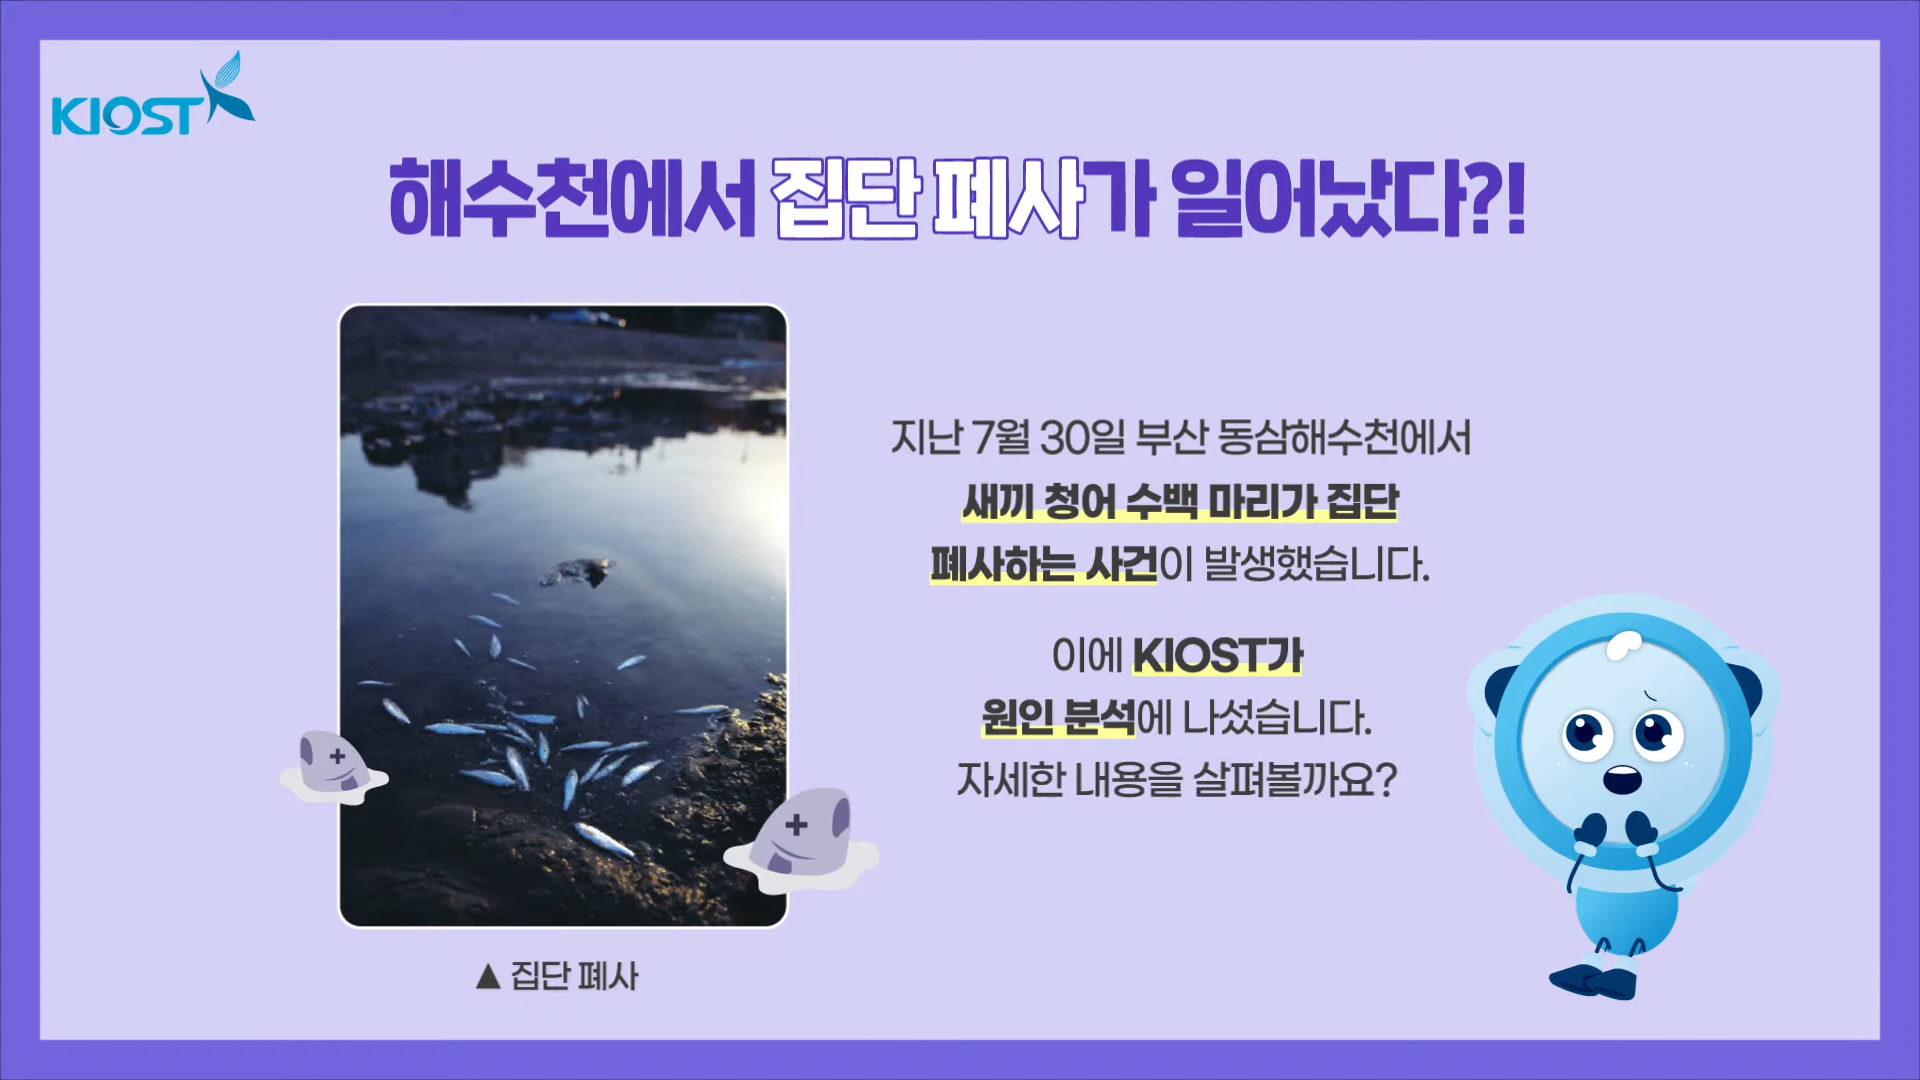 KIOST
해수천에서 집단 폐사가 일어났다?!
지난 7월 30일 부산 동삼해수천에서
새끼 청어 수백 마리가 집단
폐사하는 사건이 발생했습니다.
이에 KIOST가
원인 분석에 나섰습니다.
자세한 내용을 살펴볼까요?
▲ 집단 폐사